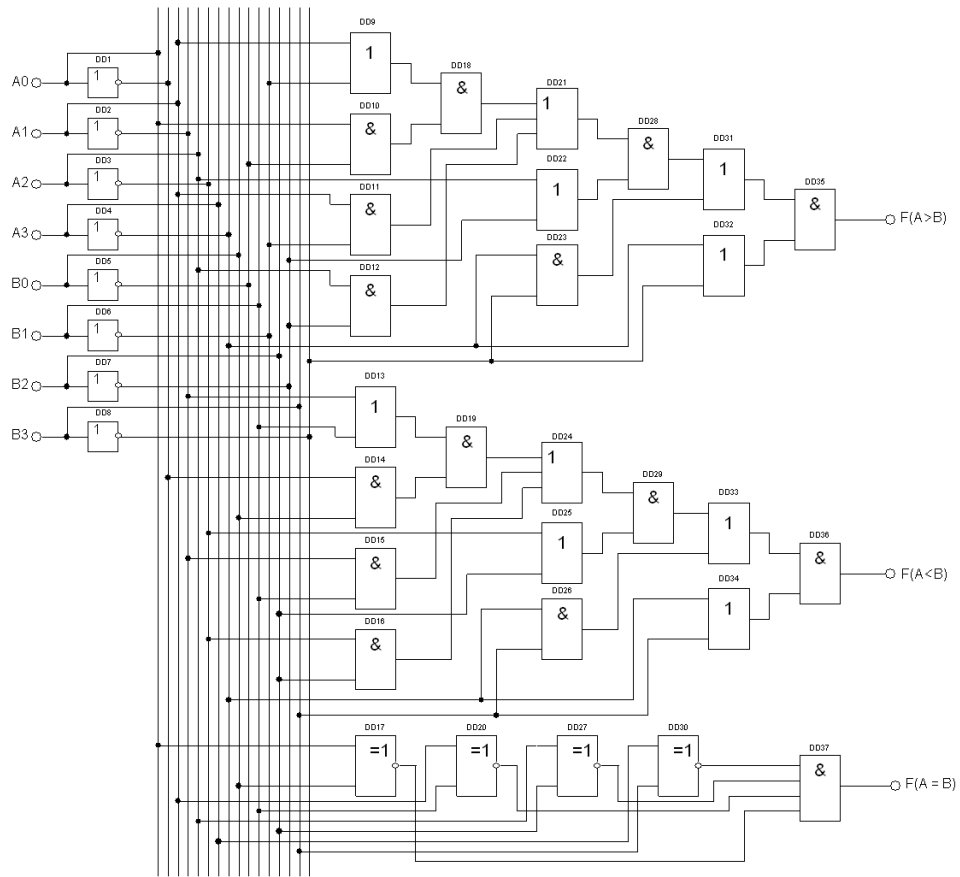 DD9
1
DD1
A0
1
DD18
&
DD2
A1
1
DD10
&
DD21
1
DD3
A2
1
DD28
&
DD22
1
DD31
1
DD4
A3
1
DD11
&
DD35
&
F(A>B)
DD5
B0
1
DD23
&
DD32
1
DD12
&
DD6
B1
1
DD7
B2
1
DD13
1
DD8
B3
1
DD19
&
DD24
1
DD14
&
DD29
&
DD25
1
DD33
1
DD15
&
DD36
&
F(A<B)
DD26
&
DD34
1
DD16
&
DD17
=1
DD20
=1
DD27
=1
DD30
=1
DD37
&
F(A = B)